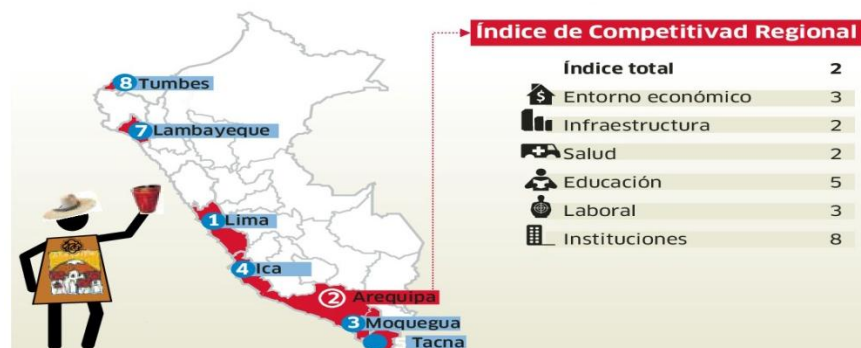 Índice de Competitivad Regional
Índice total 2
Entorno económico 3
Infraestructura 2
Salud 2
Educación 5
Laboral 3
Instituciones 8
8 Tumbes
7 Lambayeque
1 Lima
4 Ica
2 Arequipa
3 Moquegua
Tacna